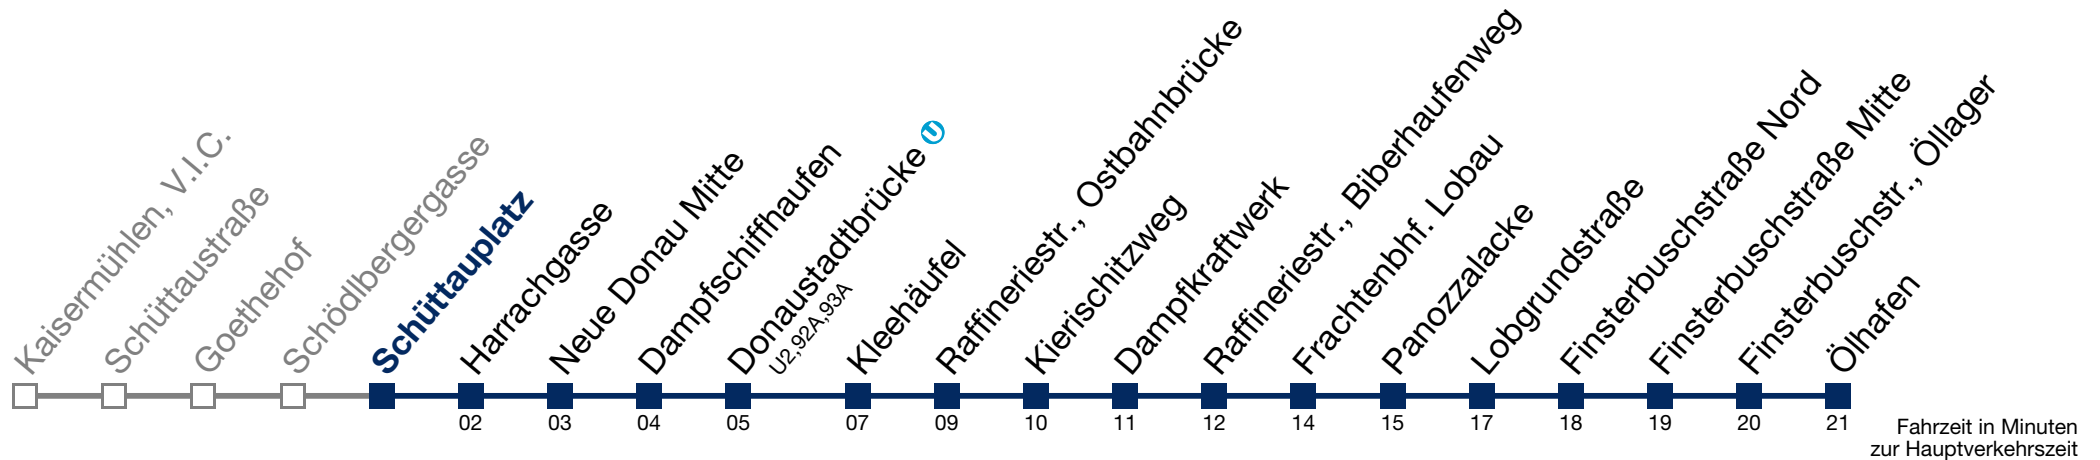 Kaisermühlen, V.I.C.
Schüttaustraße
Goethehof
Schödlbergergasse
Schüttauplatz
Harrachgasse
Neue Donau Mitte
Dampfschiffhaufen
Donaustadtbrücke U
U2,92A,93A
Kleehäufel
Raffineriestr., Ostbahnbrücke
Kierischitzweg
Dampfkraftwerk
Raffineriestr., Biberhaufenweg
Frachtenbhf. Lobau
Panozzalacke
Lobgrundstraße
Finsterbuschstraße Nord
Finsterbuschstraße Mitte
Finsterbuschstr., Öllager
Ölhafen
02 03 04 05 07 09 10 11 12 14 15 17 18 19 20 21
Fahrzeit in Minuten
zur Hauptverkehrszeit